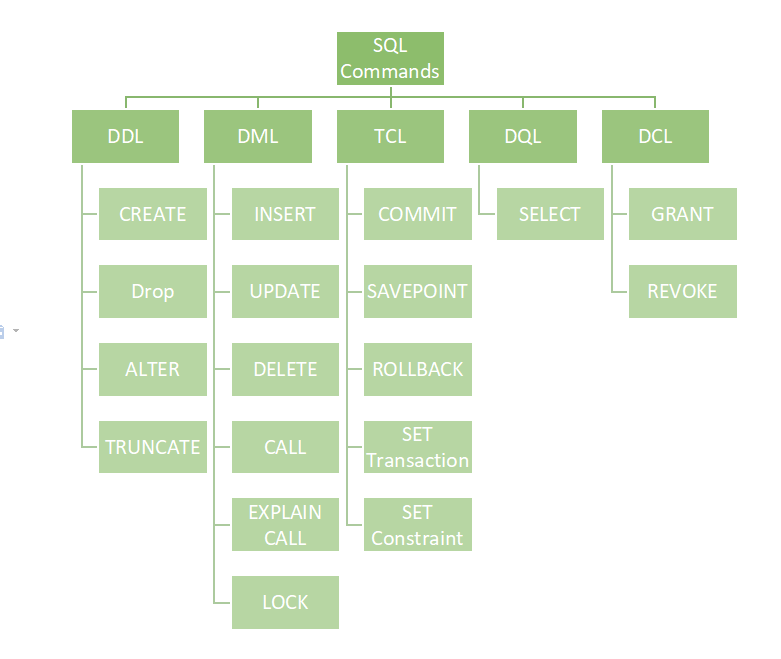 SQL
Commands
DDL
DML
TCL
DQL
DCL
CREATE
INSERT
COMMIT
SELECT
GRANT
Drop
UPDATE
SAVEPOINT
REVOKE
ALTER
DELETE
ROLLBACK
TRUNCATE
CALL
SET
Transaction
EXPLAIN
CALL
SET
Constraint
LOCK